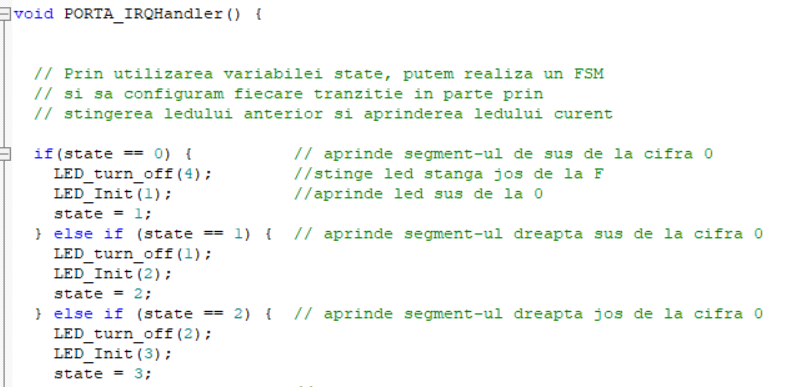 void PORTA_IRQHandler() {
// Prin utilizarea variabilei state, putem realiza un FSM
// si sa configuram fiecare tranzitie in parte prin
// stingerea ledului anterior si aprinderea ledului curent
if(state == 0) { // aprinde segment-ul de sus de la cifra 0
LED_turn_off(4); //stinge led stanga jos de la F
LED_Init(1); //aprinde led sus de la 0
state = 1;
} else if (state == 1) { // aprinde segment-ul dreapta sus de la cifra 0
LED_turn_off(1);
LED_Init(2);
state = 2;
} else if (state == 2) { // aprinde segment-ul dreapta jos de la cifra 0
LED_turn_off(2);
LED_Init(3);
state = 3;